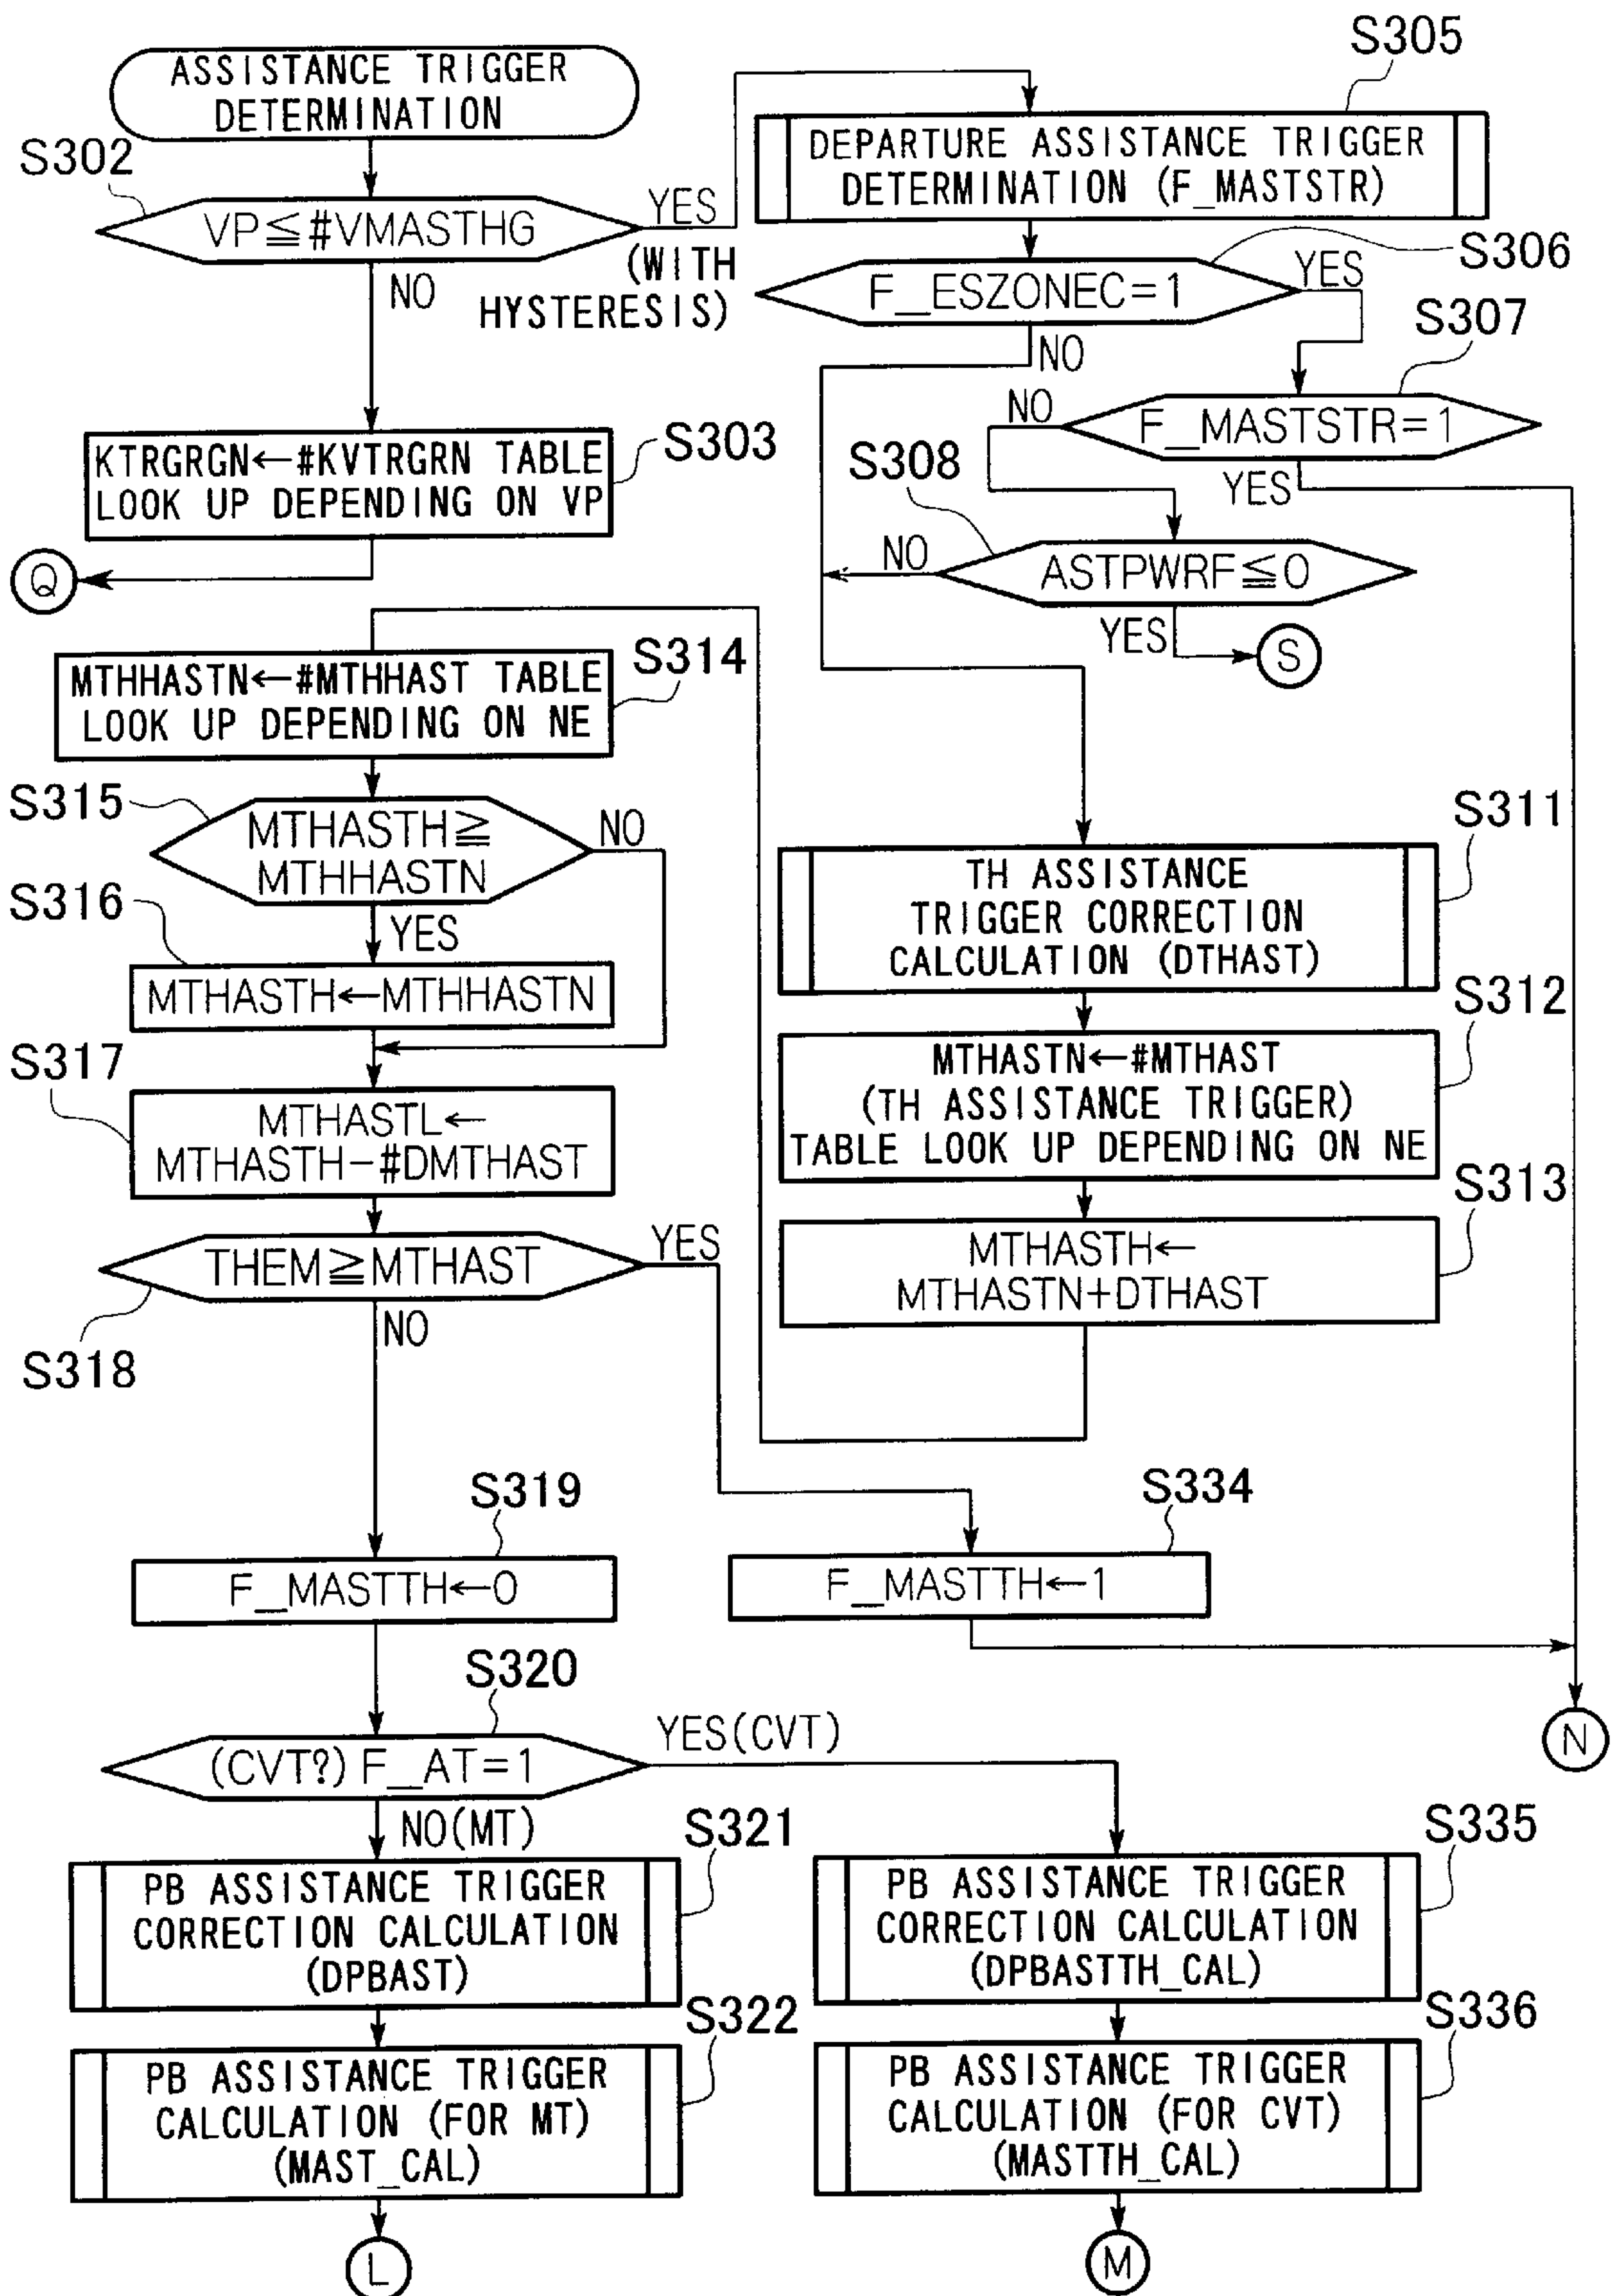 ASSISTANCE TRIGGER
DETERMINATION
S302
VP≦#VMASTHG
YES
(WITH
HYSTERESIS)
NO
KTRGRGN←#KVTRGRN TABLE
LOOK UP DEPENDING ON VP
S303
Q
S305
DEPARTURE ASSISTANCE TRIGGER
DETERMINATION (F_MASTSTR)
S306
F_ESZONEC=1
YES
NO
S307
F_MASTSTR=1
NO
YES
S308
ASTPWRF≦0
NO
YES
S
S314
MTHHASTN←#MTHHAST TABLE
LOOK UP DEPENDING ON NE
S315
MTHASTH≧
MTHHASTN
NO
YES
S316
MTHASTH←MTHHASTN
S317
MTHASTL←
MTHASTH-#DMTHAST
THEM≧MTHAST
YES
NO
S318
S311
TH ASSISTANCE
TRIGGER CORRECTION
CALCULATION (DTHAST)
S312
MTHASTN←#MTHAST
(TH ASSISTANCE TRIGGER)
TABLE LOOK UP DEPENDING ON NE
S313
MTHASTH←
MTHASTN+DTHAST
S319
F_MASTTH←0
S334
F_MASTTH←1
N
S320
(CVT?) F_AT=1
YES(CVT)
NO(MT)
S321
PB ASSISTANCE TRIGGER
CORRECTION CALCULATION
(DPBAST)
S322
PB ASSISTANCE TRIGGER
CALCULATION (FOR MT)
(MAST_CAL)
L
S335
PB ASSISTANCE TRIGGER
CORRECTION CALCULATION
(DPBASTTH_CAL)
S336
PB ASSISTANCE TRIGGER
CALCULATION (FOR CVT)
(MASTTH_CAL)
M